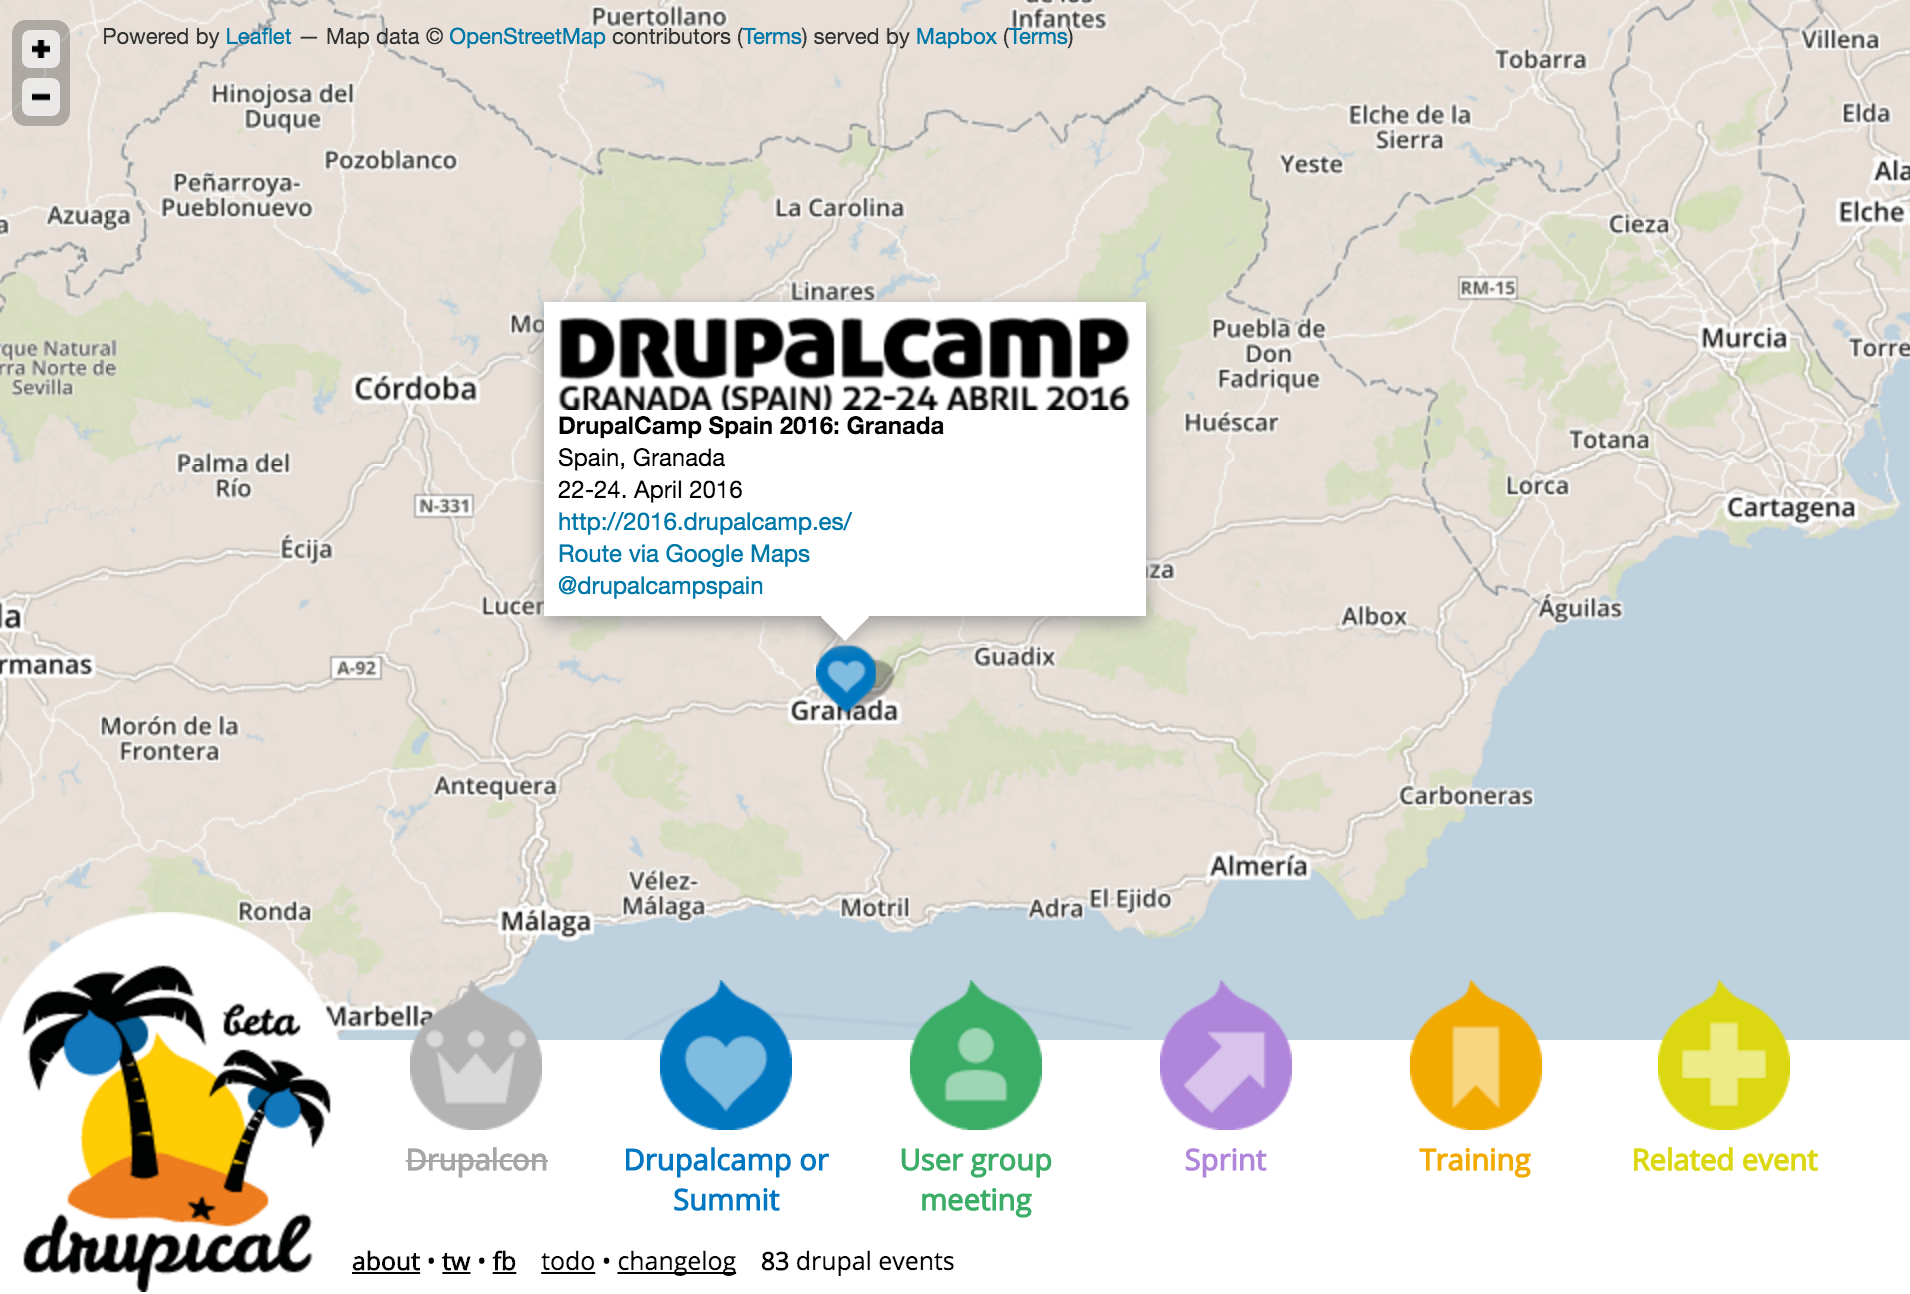 Puertollano
Infantes
Powered by Leaflet — Map data © OpenStreetMap contributors (Terms) served by Mapbox (Terms)
+
−
Villena
Tobarra
Hinojosa del
Duque
Elche de la
Sierra
Elda
Pozoblanco
Yeste
Ala
Peñarroya-
Pueblonuevo
Azuaga
a
La Carolina
Elche
Cieza
Linares
RM-15
Mo
DRUPALCAMP
GRANADA (SPAIN) 22-24 ABRIL 2016
DrupalCamp Spain 2016: Granada
Spain, Granada
22-24. April 2016
http://2016.drupalcamp.es/
Route via Google Maps
@drupalcampspain
Puebla de
Don
Fadrique
Murcia
Torre
rque Natural
rra Norte de
Sevilla
Córdoba
Huéscar
Totana
Palma del
Río
Lorca
N-331
Cartagena
Écija
za
Lucen
Albox
Águilas
la
rmanas
A-92
Guadix
Granada
Morón de la
Frontera
Antequera
Carboneras
Almería
Vélez-
Málaga
Ronda
Málaga
Motril
Adra
El Ejido
Marbella
beta
drupical
Drupalcon
Drupalcamp or
Summit
User group
meeting
Sprint
Training
Related event
about • tw • fb todo • changelog 83 drupal events